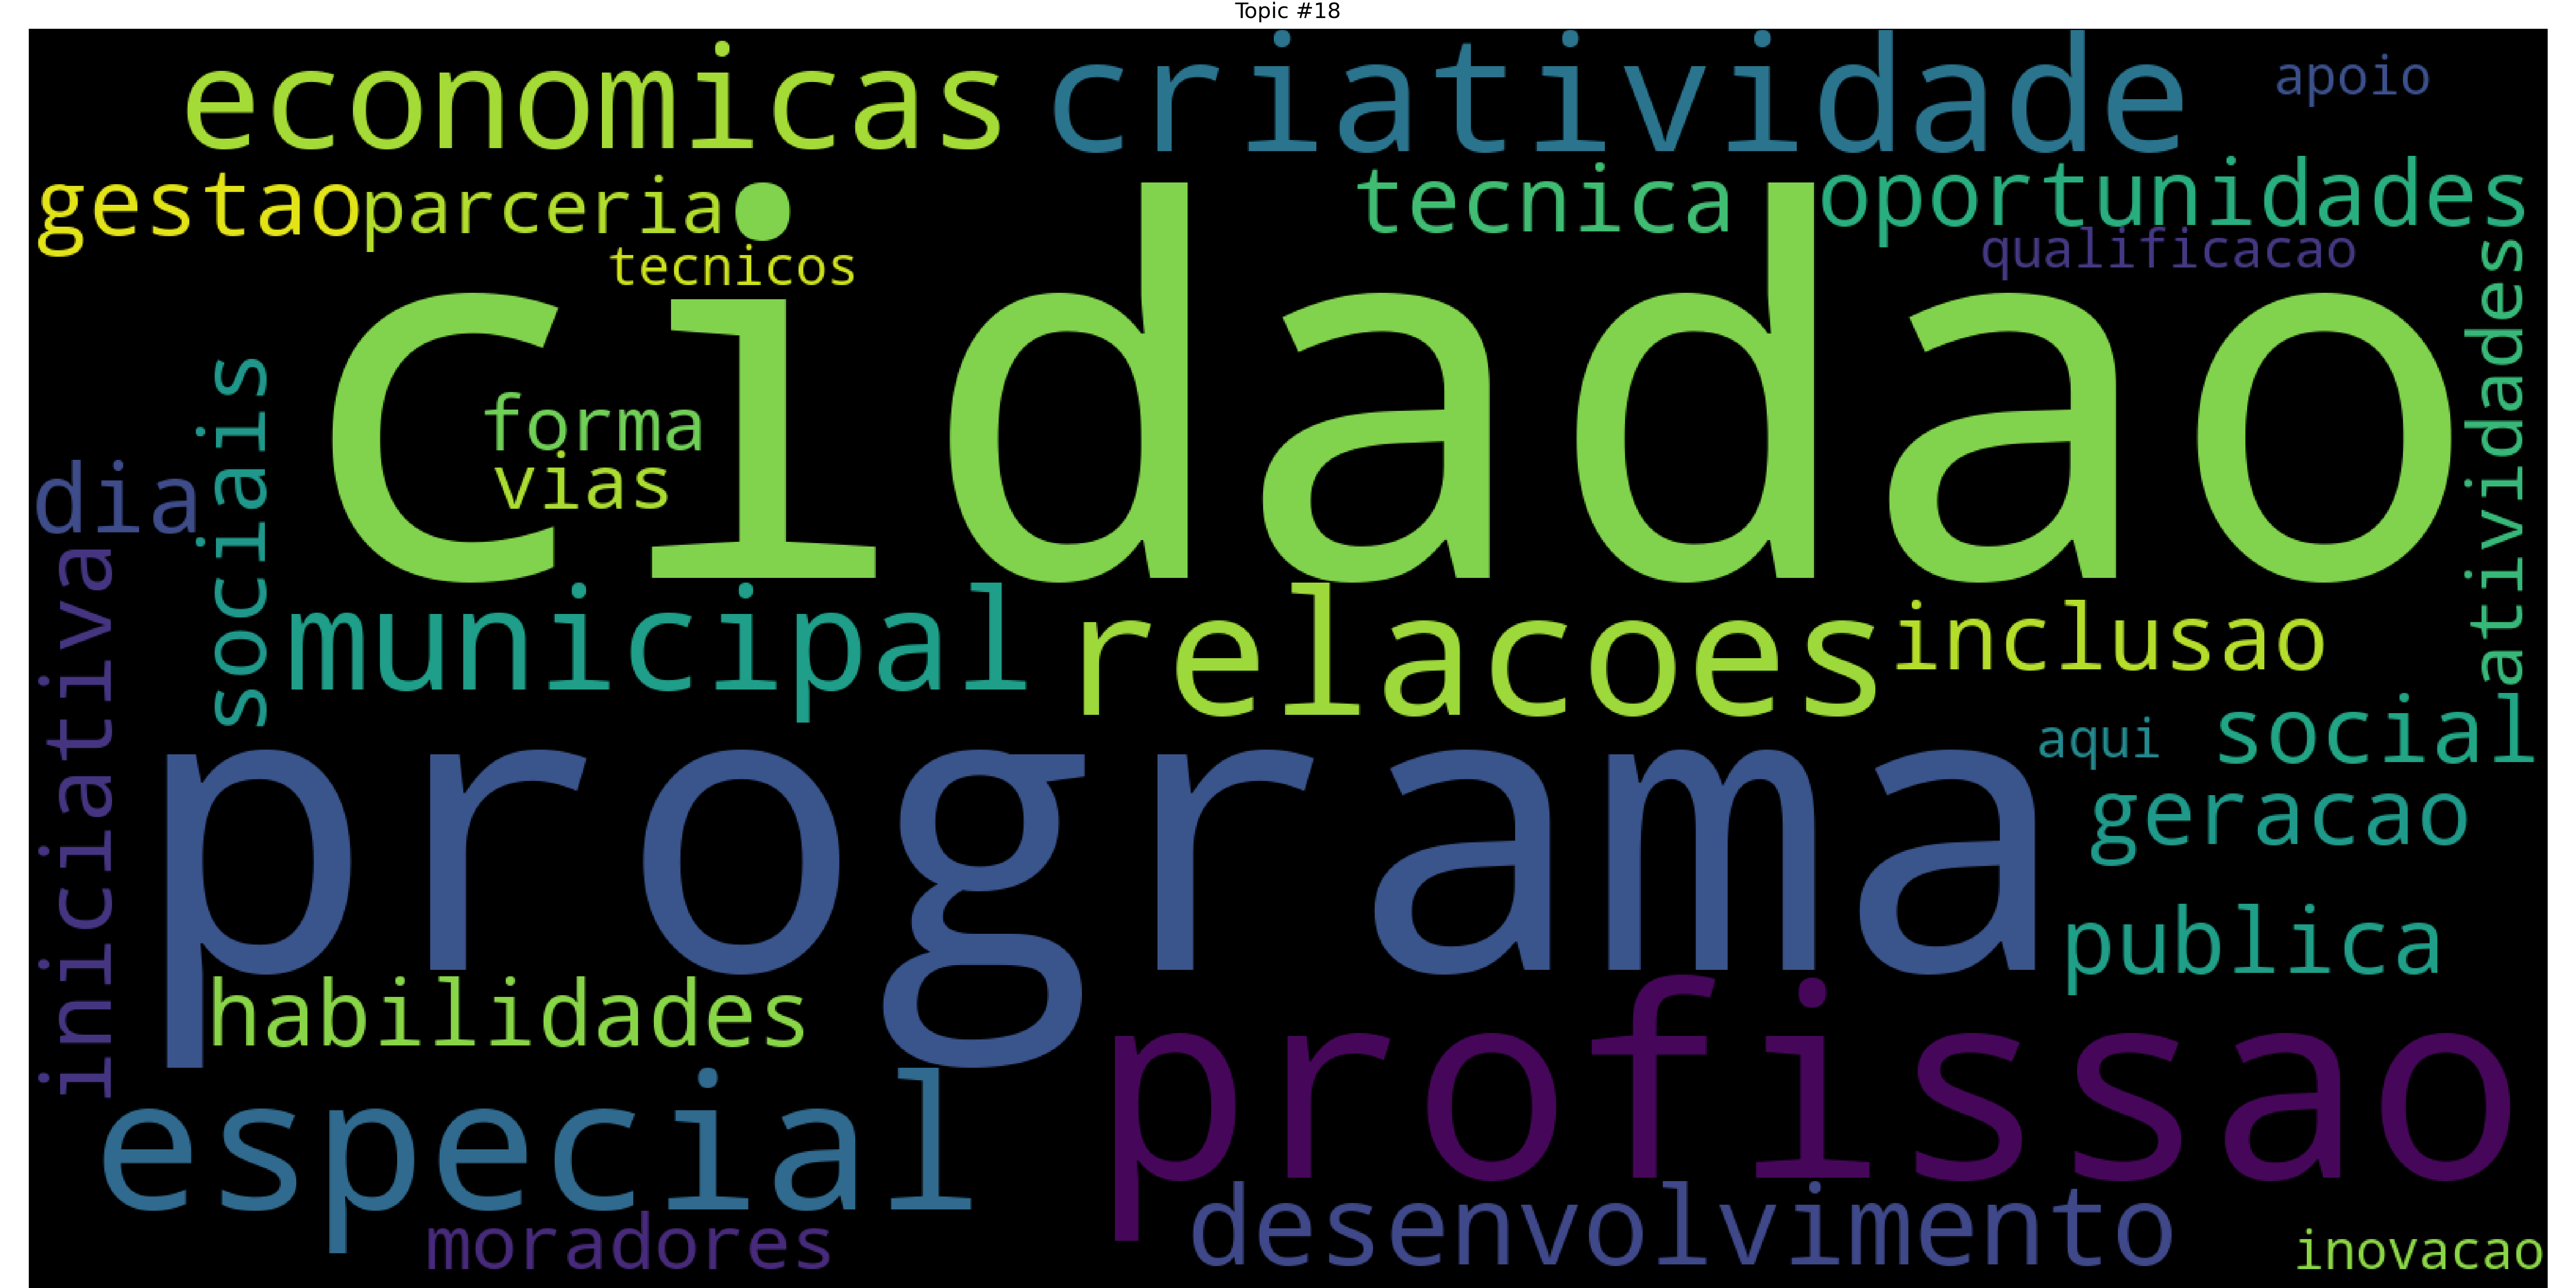 Topic #18
economicas criatividade apoio
gestao parceria tecnica oportunidades
tecnicos qualificacao
cidadao
atividadess
sociais
forma
vias
dia
municipal relacoes inclusao
iniciativa
programa
aqui social
geracao
publica
habilidades
profissao
especial
moradores desenvolvimento inovacao